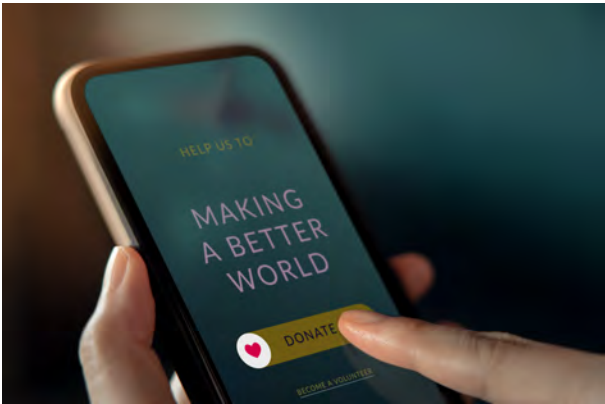 HELP US TO
MAKING
A BETTER
WORLD
DONATE
BECOME A VOLUNTEER